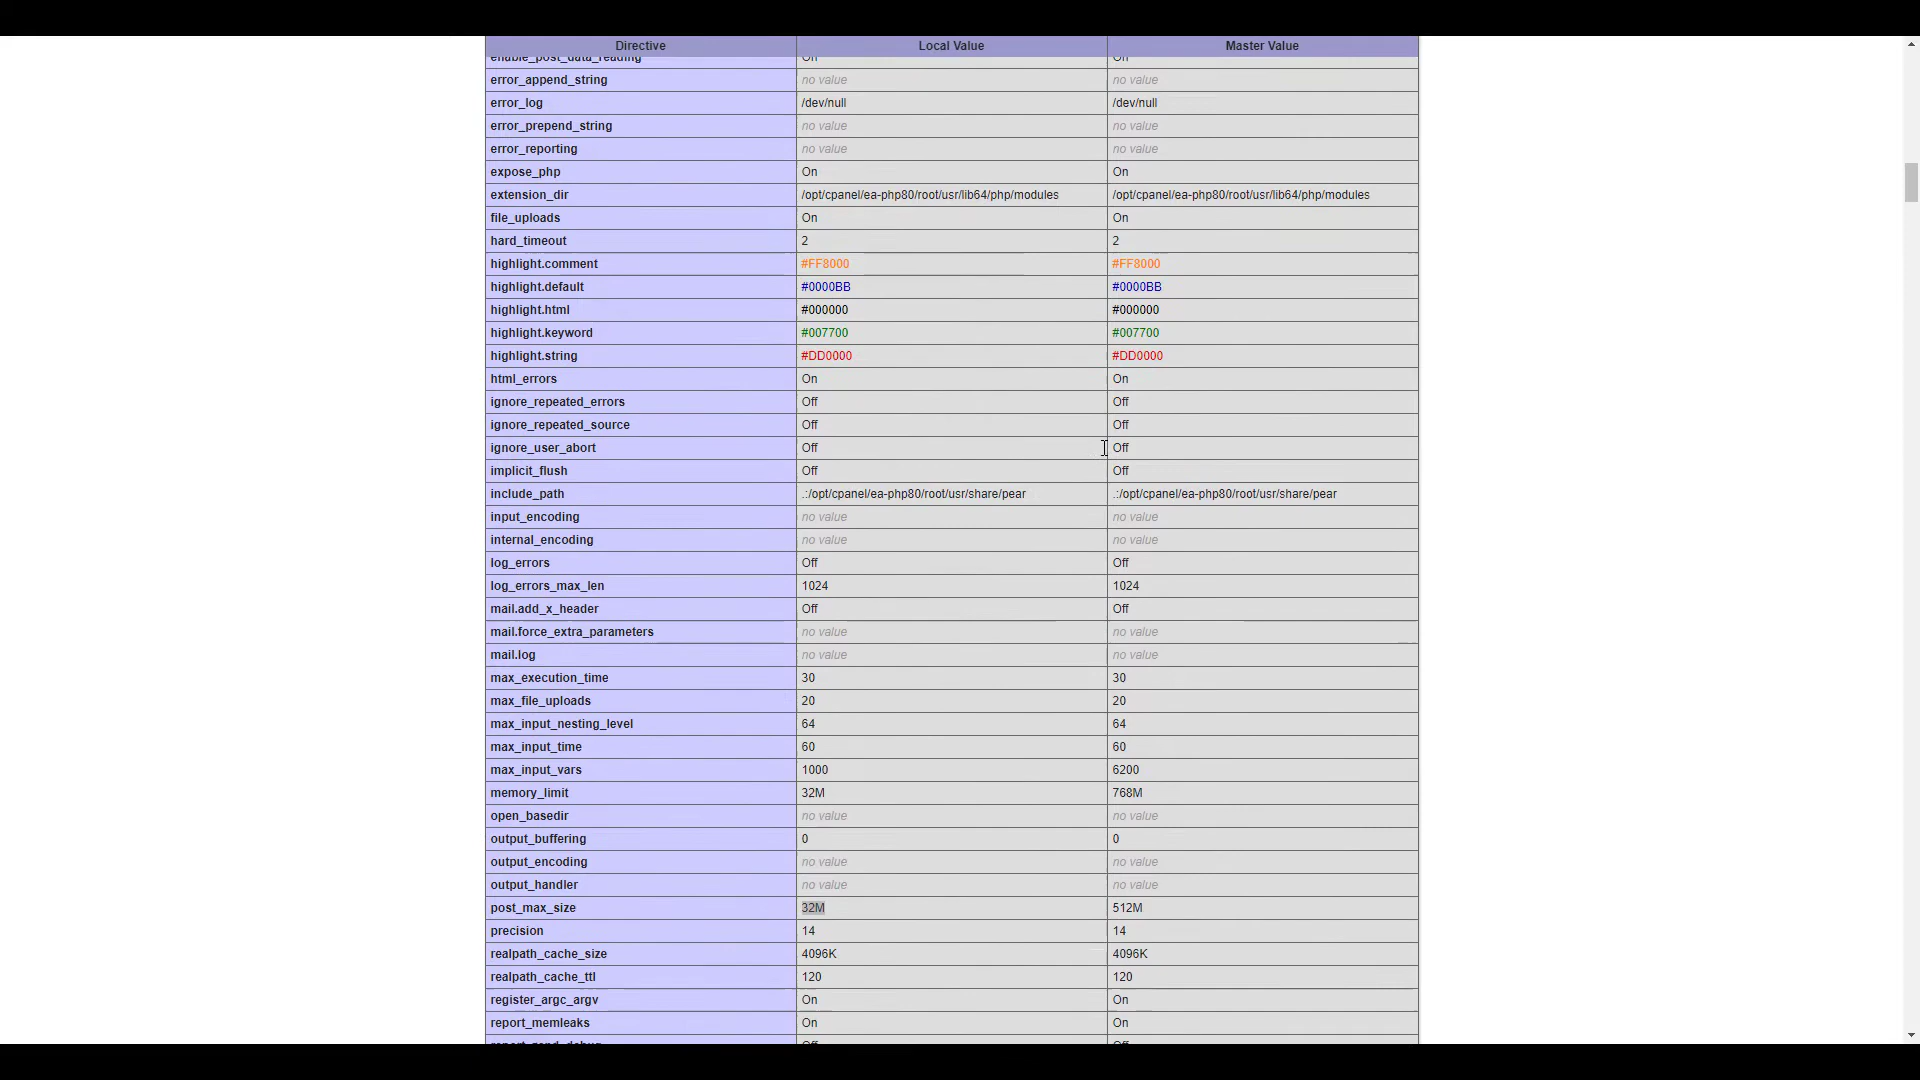 Directive Local Value Master Value
enable_post_data_reading On On
error_append_string no value no value
error_log /dev/null /dev/null
error_prepend_string no value no value
error_reporting no value no value
expose_php On On
extension_dir /opt/cpanel/ea-php80/root/usr/lib64/php/modules /opt/cpanel/ea-php80/root/usr/lib64/php/modules
file_uploads On On
hard_timeout 2 2
highlight.comment #FF8000 #FF8000
highlight.default #0000BB #0000BB
highlight.html #000000 #000000
highlight.keyword #007700 #007700
highlight.string #DD0000 #DD0000
html_errors On On
ignore_repeated_errors Off Off
ignore_repeated_source Off Off
ignore_user_abort Off Off
implicit_flush Off Off
include_path .:/opt/cpanel/ea-php80/root/usr/share/pear .:/opt/cpanel/ea-php80/root/usr/share/pear
input_encoding no value no value
internal_encoding no value no value
log_errors Off Off
log_errors_max_len 1024 1024
mail.add_x_header Off Off
mail.force_extra_parameters no value no value
mail.log no value no value
max_execution_time 30 30
max_file_uploads 20 20
max_input_nesting_level 64 64
max_input_time 60 60
max_input_vars 1000 6200
memory_limit 32M 768M
open_basedir no value no value
output_buffering 0 0
output_encoding no value no value
output_handler no value no value
post_max_size 32M 512M
precision 14 14
realpath_cache_size 4096K 4096K
realpath_cache_ttl 120 120
register_argc_argv On On
report_memleaks On On